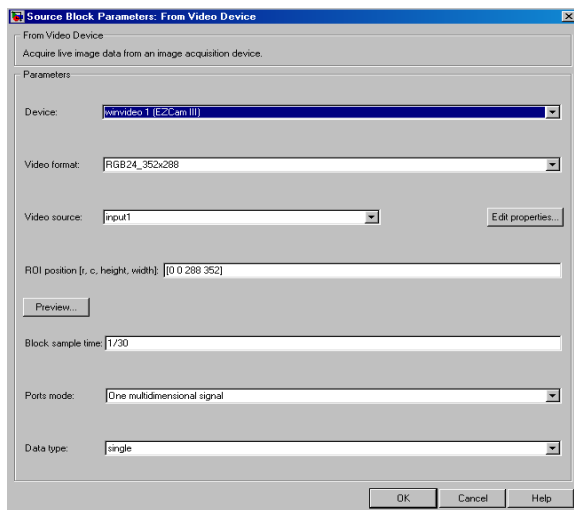 Source Block Parameters: From Video Device
From Video Device
Acquire live image data from an image acquisition device.
Parameters
Device: winvideo 1 (EZCam III)
Video format: RGB24_352x288
Video source: input1 Edit properties...
ROI position [r, c, height, width]: [0 0 288 352]
Preview...
Block sample time: 1/30
Ports mode: One multidimensional signal
Data type: single
OK Cancel Help